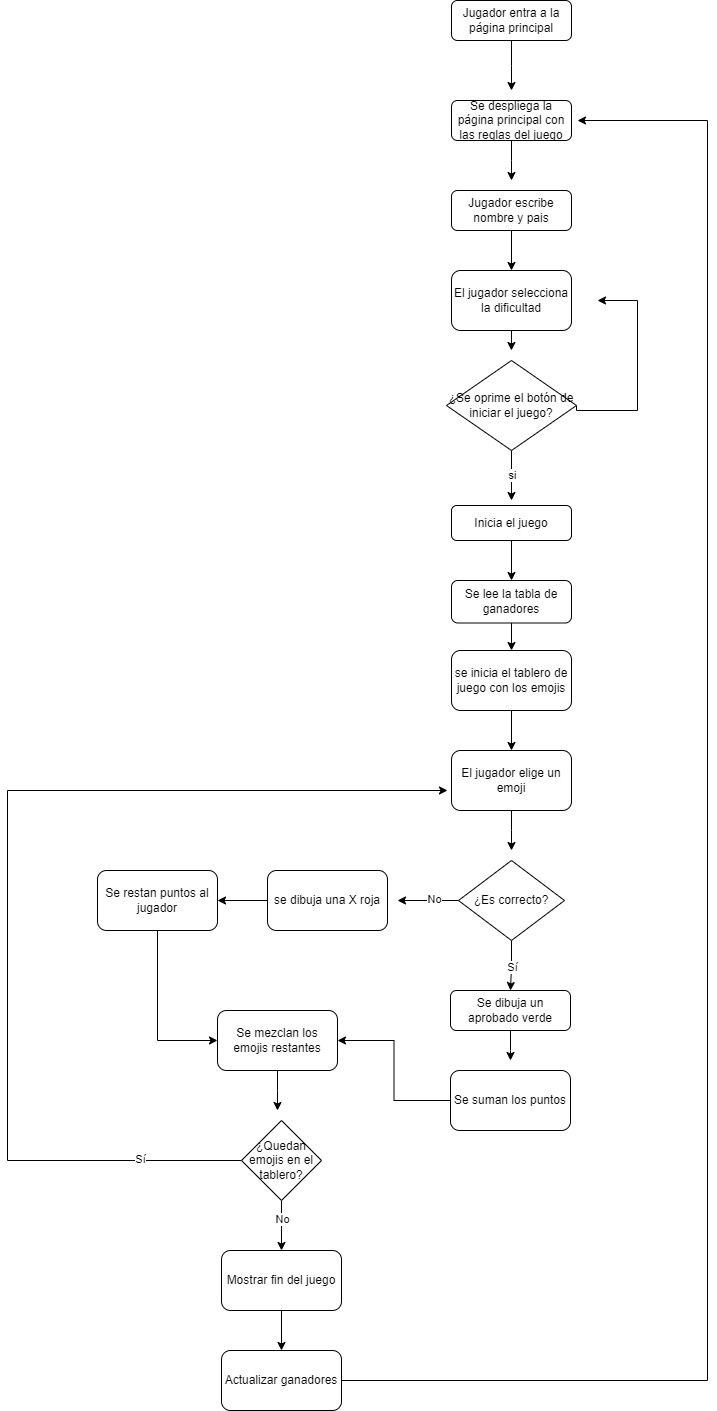 Jugador entra a la
página principal
Se despliega la
página principal con
las reglas del juego
Jugador escribe
nombre y pais
El jugador selecciona
la dificultad
¿Se oprime el botón de
iniciar el juego?
si
Inicia el juego
Se lee la tabla de
ganadores
se inicia el tablero de
juego con los emojis
El jugador elige un
emoji
¿Es correcto?
No
se dibuja una X roja
Se restan puntos al
jugador
Sí
Se dibuja un
aprobado verde
Se suman los puntos
Se mezclan los
emojis restantes
¿Quedan
emojis en el
tablero?
Sí
No
Mostrar fin del juego
Actualizar ganadores